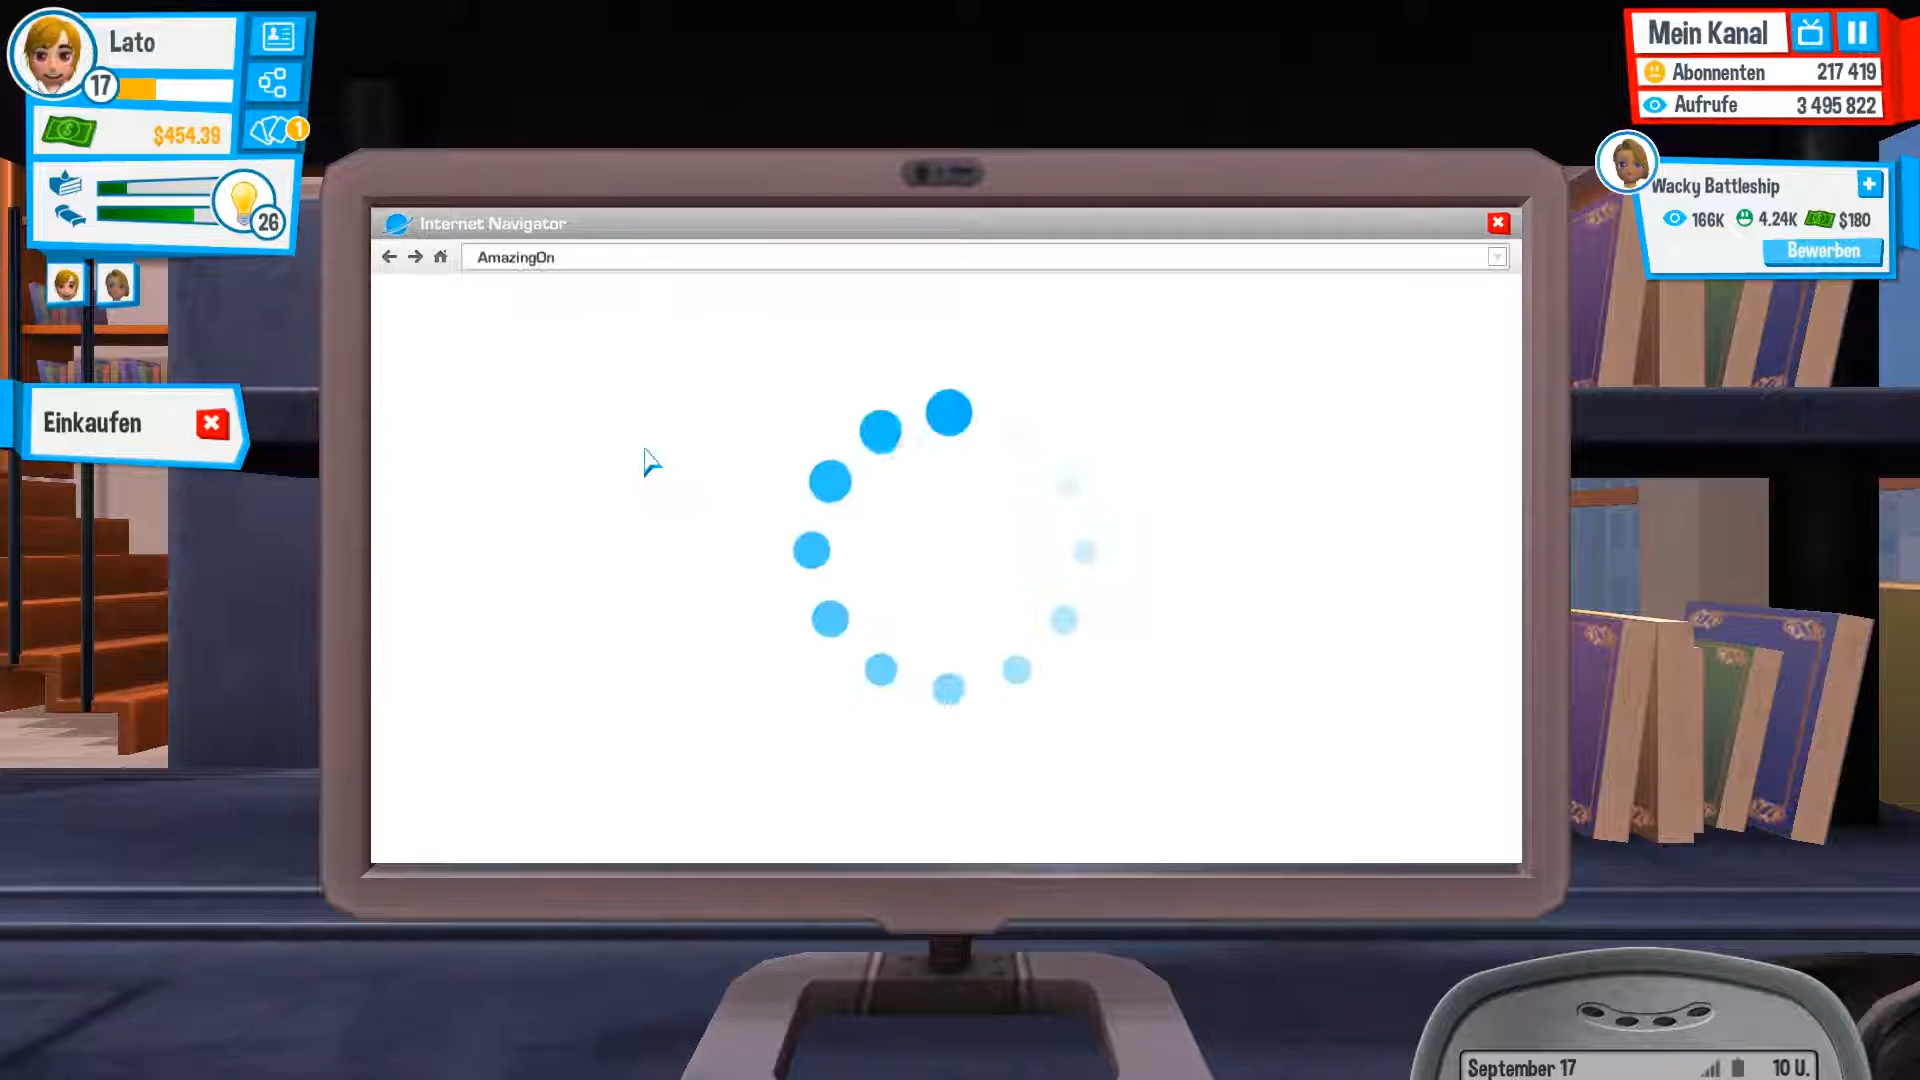 Lato
17
$454.39
1
26
Einkaufen
Internet Navigator
AmazingOn
Mein Kanal
Abonnenten 217 419
Aufrufe 3 495 822
Wacky Battleship
166K 4.24K $180
Bewerben
September 17 10 U.